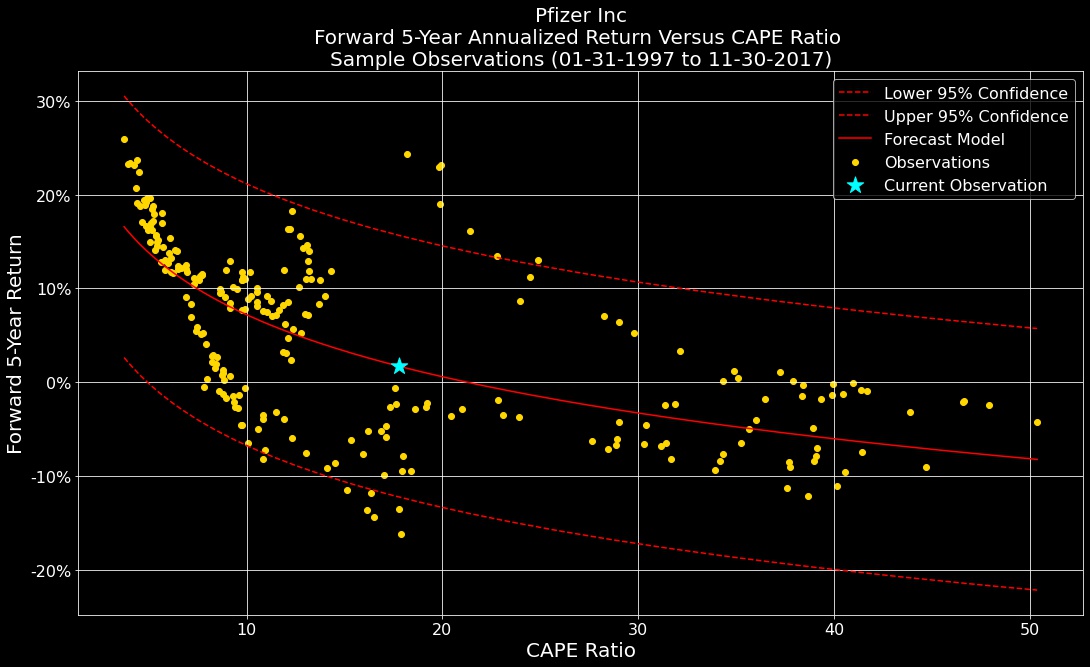 Pfizer Inc
Forward 5-Year Annualized Return Versus CAPE Ratio
Sample Observations (01-31-1997 to 11-30-2017)
Lower 95% Confidence
Upper 95% Confidence
Forecast Model
Observations
Current Observation
Forward 5-Year Return
30%
20%
10%
0%
-10%
-20%
10
20
30
40
50
CAPE Ratio